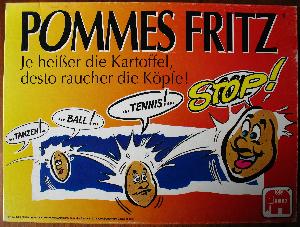 POMMES FRITZ
Je heißer die Kartoffel,
desto raucher die Köpfe!
STOP!
...TENNIS!...
...BALL!...
...TANZEN!...